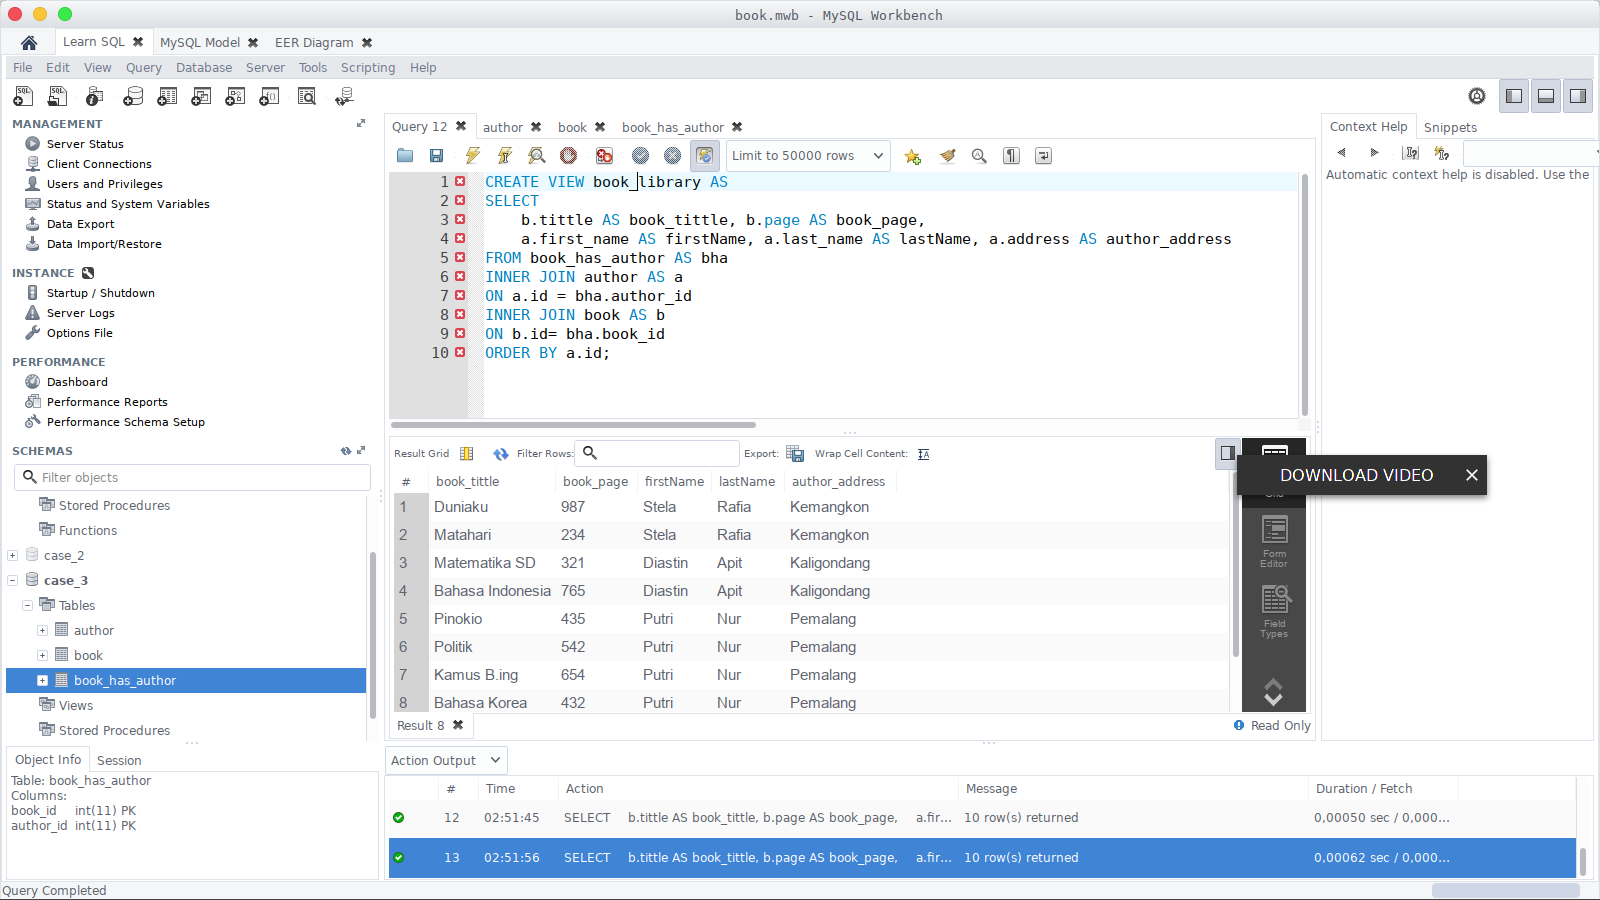 book.mwb - MySQL Workbench
Learn SQL
MySQL Model
EER Diagram
File Edit View Query Database Server Tools Scripting Help
MANAGEMENT
Server Status
Client Connections
Users and Privileges
Status and System Variables
Data Export
Data Import/Restore
INSTANCE
Startup / Shutdown
Server Logs
Options File
PERFORMANCE
Dashboard
Performance Reports
Performance Schema Setup
SCHEMAS
Filter objects
Stored Procedures
Functions
case_2
case_3
Tables
author
book
book_has_author
Views
Stored Procedures
Object Info Session
Table: book_has_author
Columns:
book_id int(11) PK
author_id int(11) PK
Query Completed
Query 12 author book book_has_author
Limit to 50000 rows
1 CREATE VIEW book_library AS
2 SELECT
3 b.tittle AS book_tittle, b.page AS book_page,
4 a.first_name AS firstName, a.last_name AS lastName, a.address AS author_address
5 FROM book_has_author AS bha
6 INNER JOIN author AS a
7 ON a.id = bha.author_id
8 INNER JOIN book AS b
9 ON b.id= bha.book_id
10 ORDER BY a.id;
Result Grid Filter Rows: Export: Wrap Cell Content:
# book_tittle book_page firstName lastName author_address
1 Duniaku 987 Stela Rafia Kemangkon
2 Matahari 234 Stela Rafia Kemangkon
3 Matematika SD 321 Diastin Apit Kaligondang
4 Bahasa Indonesia 765 Diastin Apit Kaligondang
5 Pinokio 435 Putri Nur Pemalang
6 Politik 542 Putri Nur Pemalang
7 Kamus B.ing 654 Putri Nur Pemalang
8 Bahasa Korea 432 Putri Nur Pemalang
Result 8
Read Only
Form
Editor
Field
Types
DOWNLOAD VIDEO
Context Help Snippets
Automatic context help is disabled. Use the
Action Output
# Time Action Message Duration / Fetch
12 02:51:45 SELECT b.tittle AS book_tittle, b.page AS book_page, a.fir... 10 row(s) returned 0,00050 sec / 0,000...
13 02:51:56 SELECT b.tittle AS book_tittle, b.page AS book_page, a.fir... 10 row(s) returned 0,00062 sec / 0,000...